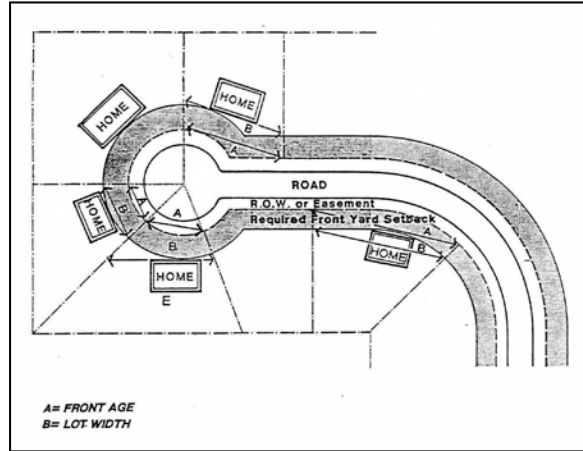 HOME
HOME
B
A
ROAD
R.O.W. or Easement
Required Front Yard Setback
HOME
B
A
A
B
HOME
E
A
B
HOME
A= FRONT AGE
B= LOT WIDTH